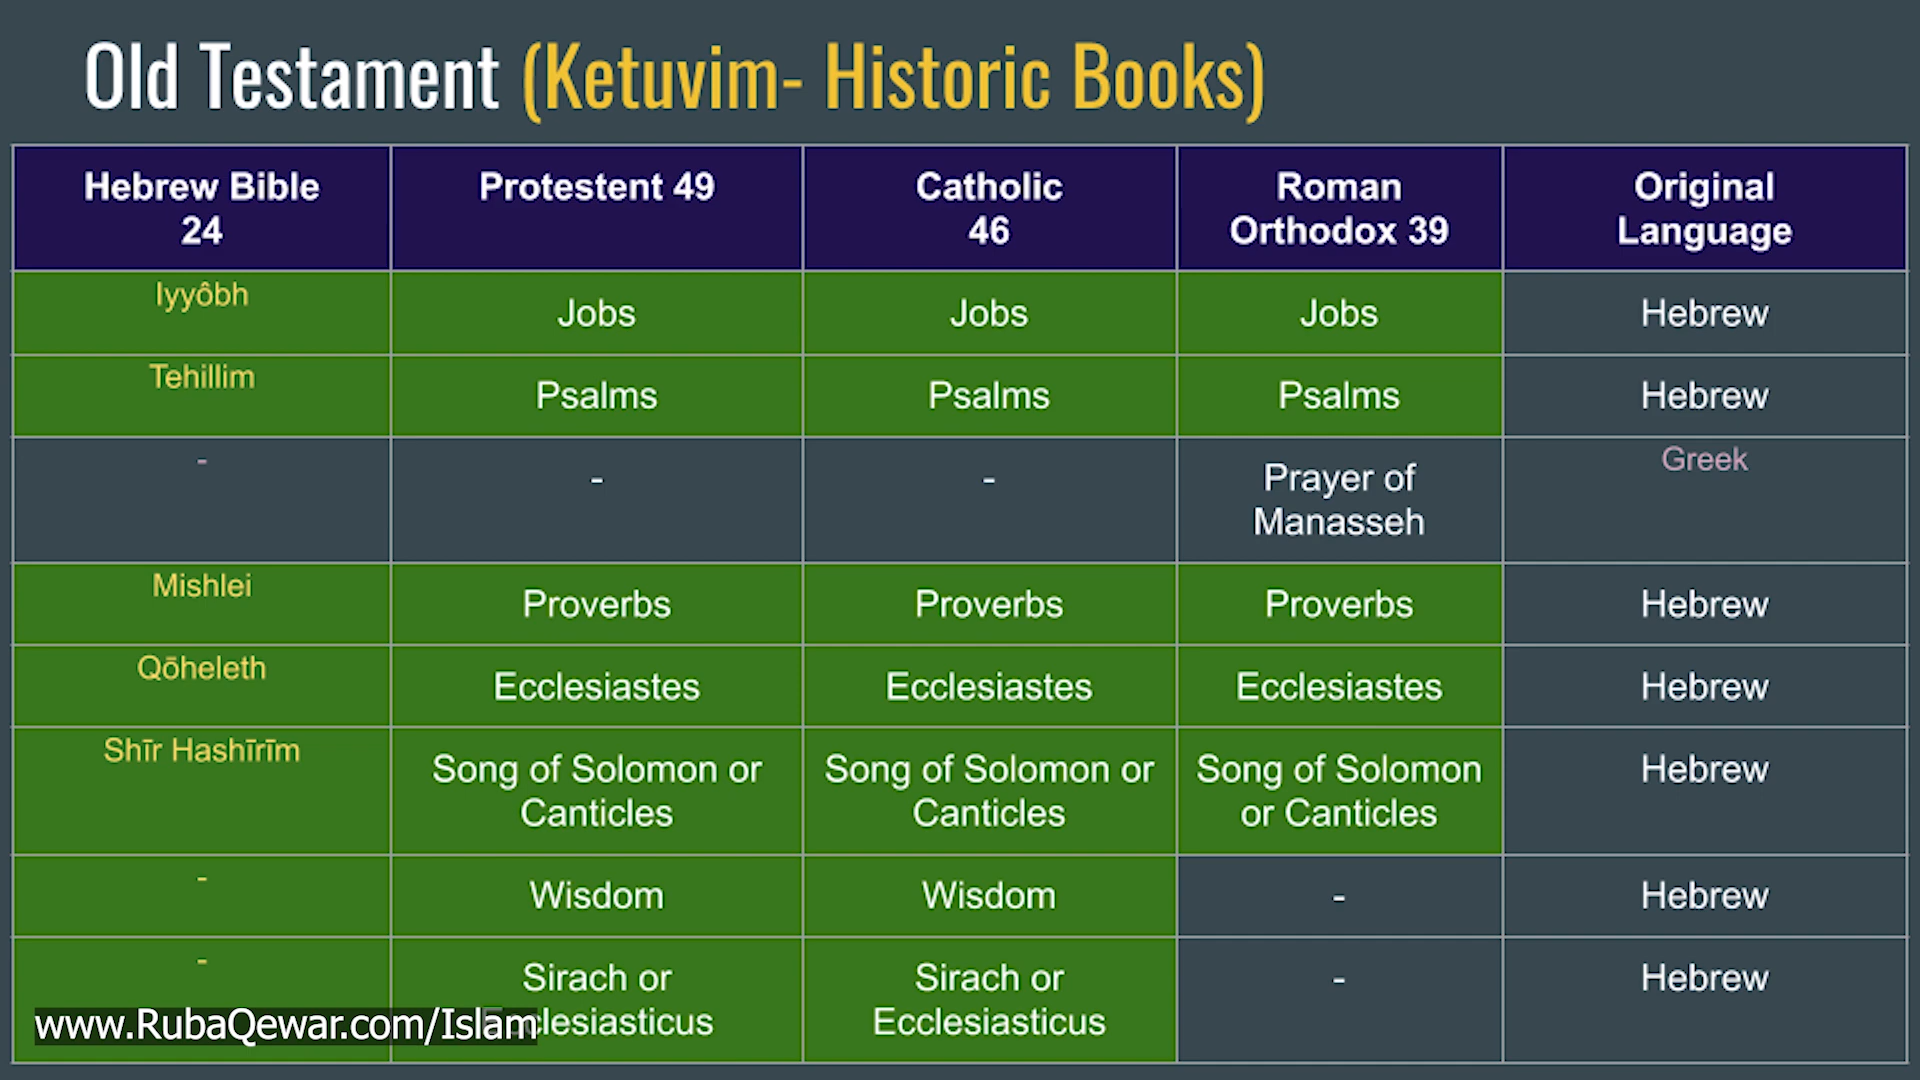 Old Testament (Ketuvim- Historic Books)
Hebrew Bible
24
Protestent 49
Catholic
46
Roman
Orthodox 39
Original
Language
Iyyôbh
Jobs
Jobs
Jobs
Hebrew
Tehillim
Psalms
Psalms
Psalms
Hebrew
-
-
-
Prayer of
Manasseh
Greek
Mishlei
Proverbs
Proverbs
Proverbs
Hebrew
Qōheleth
Ecclesiastes
Ecclesiastes
Ecclesiastes
Hebrew
Shīr Hashīrīm
Song of Solomon or
Canticles
Song of Solomon or
Canticles
Song of Solomon
or Canticles
Hebrew
-
Wisdom
Wisdom
-
Hebrew
-
Sirach or
Ecclesiasticus
Sirach or
Ecclesiasticus
-
Hebrew
www.RubaQewar.com/Islam